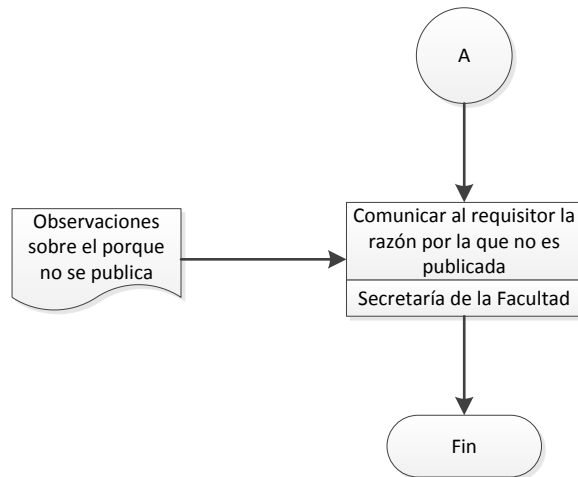 A
Observaciones
sobre el porque
no se publica
Comunicar al requisitor la
razón por la que no es
publicada
Secretaría de la Facultad
Fin